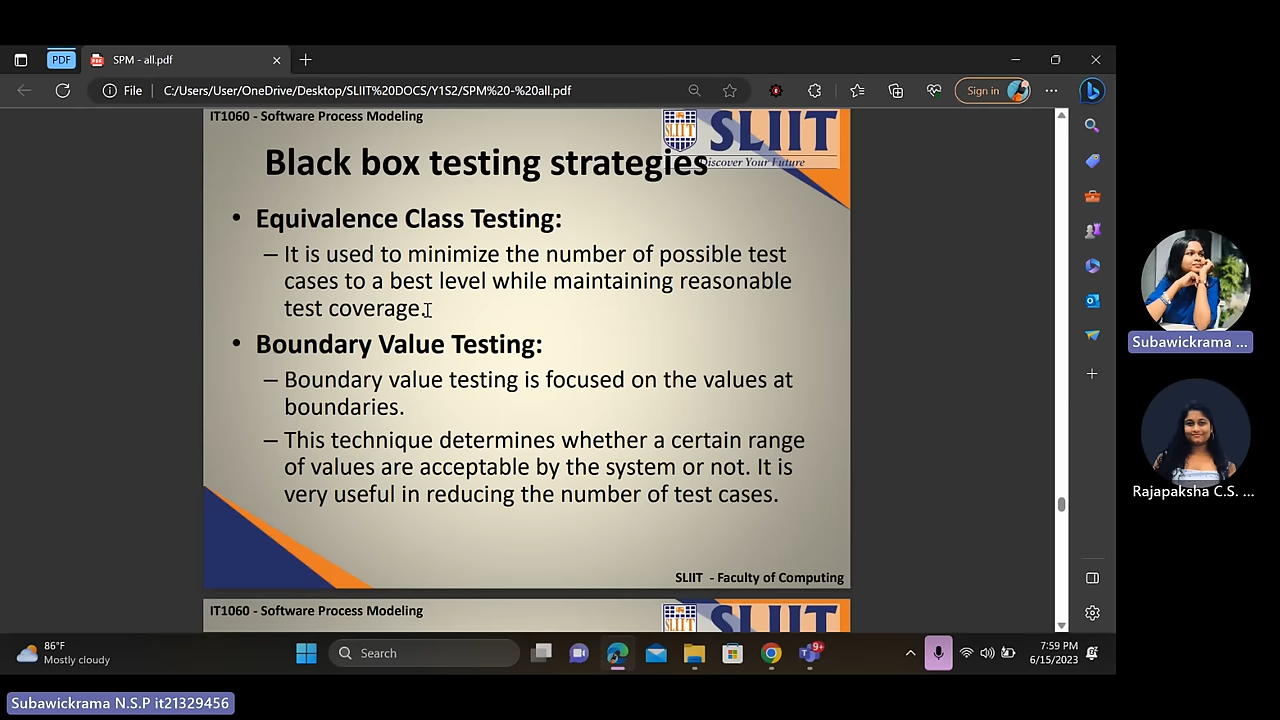 PDF
SPM - all.pdf
File
C:/Users/User/OneDrive/Desktop/SLIIT%20DOCS/Y1S2/SPM%20-%20all.pdf
Sign in
IT1060 - Software Process Modeling
SLIIT
SLIIT
Discover Your Future
Black box testing strategies
• Equivalence Class Testing:
– It is used to minimize the number of possible test
cases to a best level while maintaining reasonable
test coverage.
• Boundary Value Testing:
– Boundary value testing is focused on the values at
boundaries.
– This technique determines whether a certain range
of values are acceptable by the system or not. It is
very useful in reducing the number of test cases.
SLIIT - Faculty of Computing
IT1060 - Software Process Modeling
SLIIT
Subawickrama ...
Rajapaksha C.S. ...
86°F
Mostly cloudy
Search
9+
7:59 PM
6/15/2023
Subawickrama N.S.P it21329456